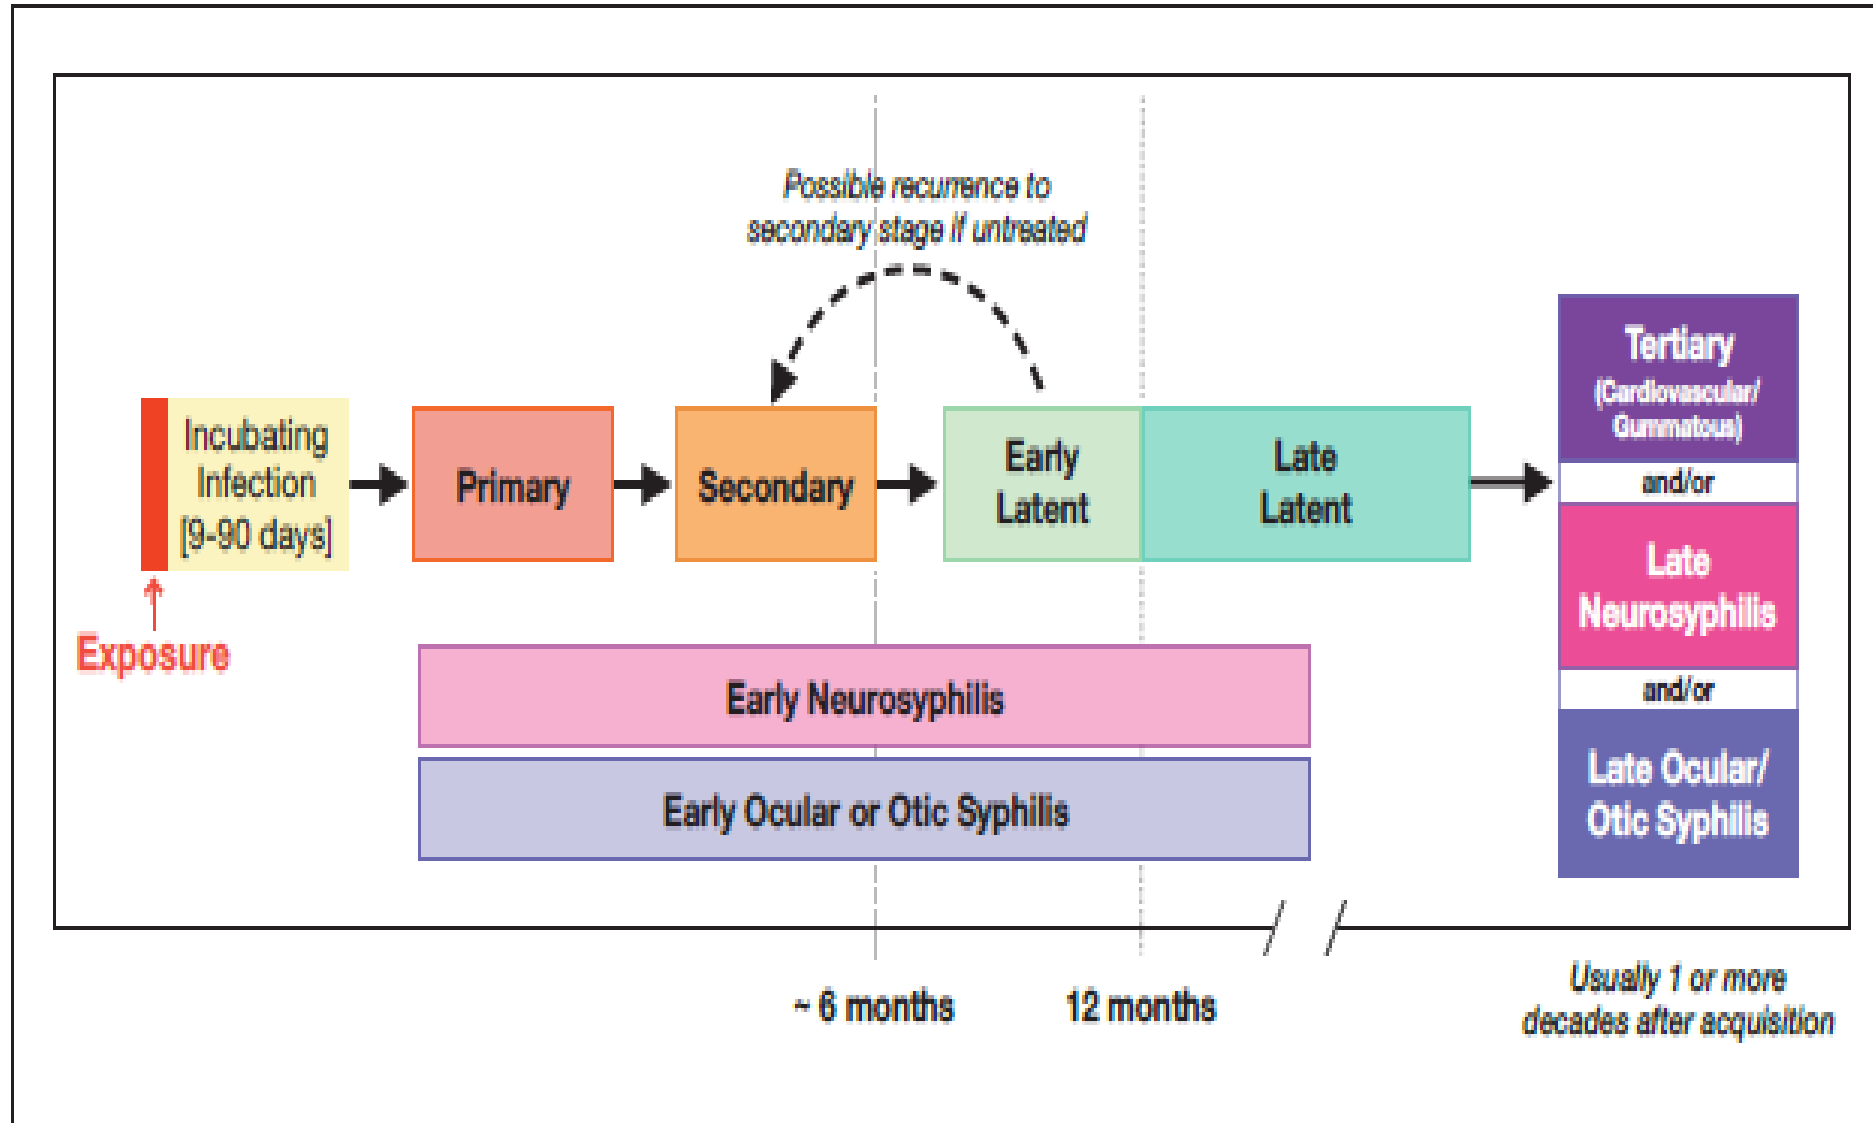 Possible recurrence to
secondary stage if untreated
Incubating
Infection
[9-90 days]
Exposure
Primary
Secondary
Early
Latent
Late
Latent
Tertiary
(Cardiovascular/
Gummatous)
and/or
Late
Neurosyphilis
and/or
Late Ocular/
Otic Syphilis
Early Neurosyphilis
Early Ocular or Otic Syphilis
~ 6 months
12 months
Usually 1 or more
decades after acquisition